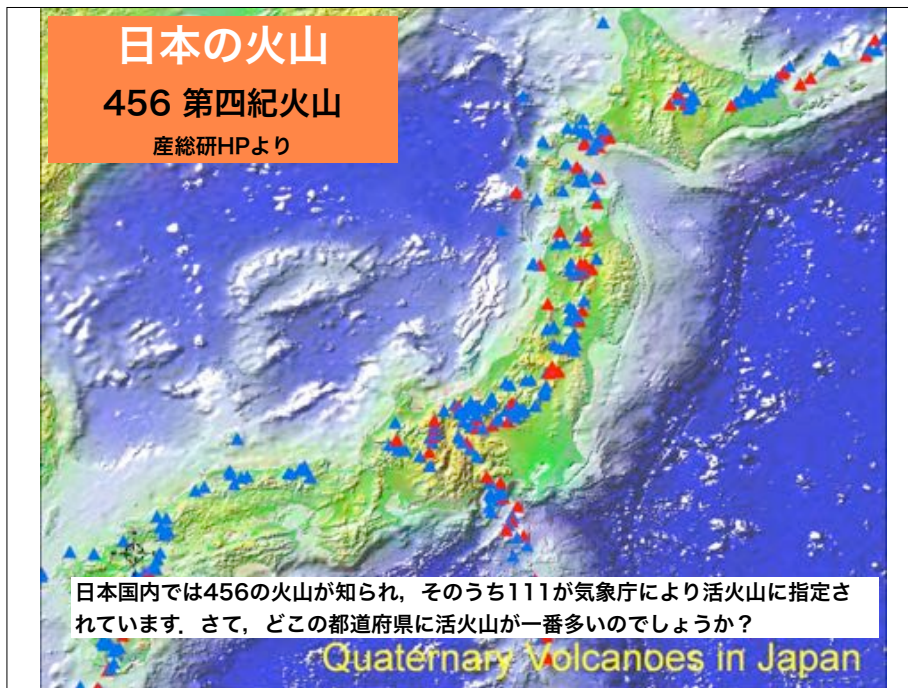 日本の火山
456 第四紀火山
産総研HPより
日本国内では456の火山が知られ，そのうち111が気象庁により活火山に指定さ
れています．さて，どこの都道府県に活火山が一番多いのでしょうか？
Quaternary Volcanoes in Japan